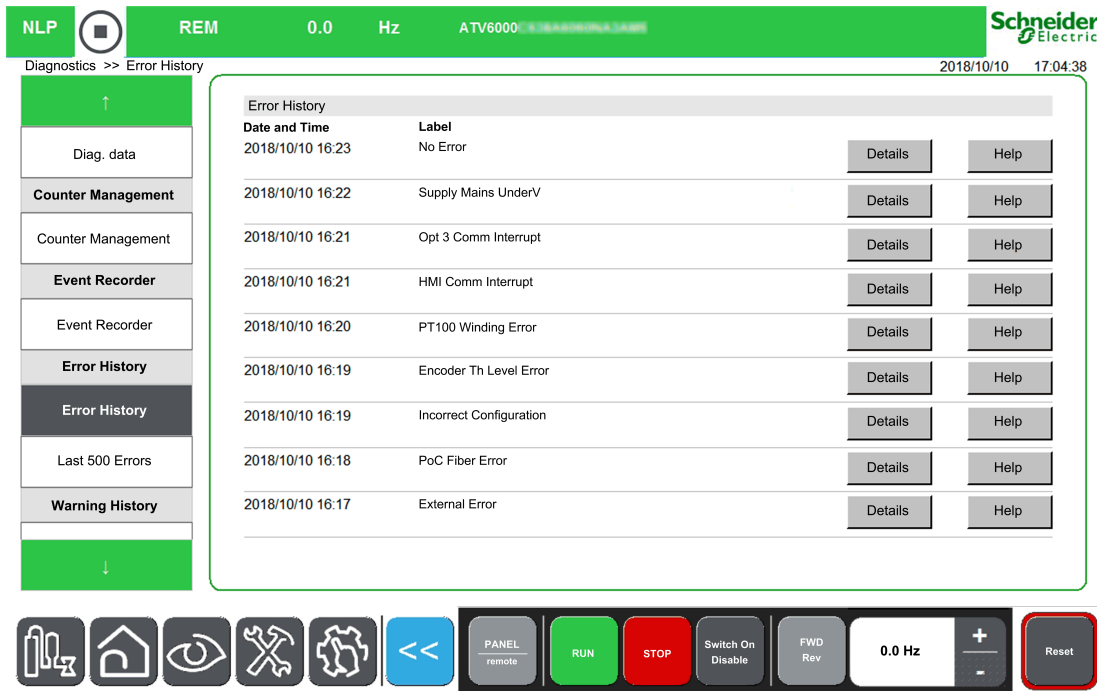 NLP REM 0.0 Hz ATV6000
Schneider
Electric
Diagnostics >> Error History 2018/10/10 17:04:38
↑
Diag. data
Counter Management
Counter Management
Event Recorder
Event Recorder
Error History
Error History
Last 500 Errors
Warning History
↓
Error History
Date and Time Label
2018/10/10 16:23 No Error Details Help
2018/10/10 16:22 Supply Mains UnderV Details Help
2018/10/10 16:21 Opt 3 Comm Interrupt Details Help
2018/10/10 16:21 HMI Comm Interrupt Details Help
2018/10/10 16:20 PT100 Winding Error Details Help
2018/10/10 16:19 Encoder Th Level Error Details Help
2018/10/10 16:19 Incorrect Configuration Details Help
2018/10/10 16:18 PoC Fiber Error Details Help
2018/10/10 16:17 External Error Details Help
<<
PANEL
remote
RUN
STOP
Switch On
Disable
FWD
Rev
0.0 Hz
+
-
Reset